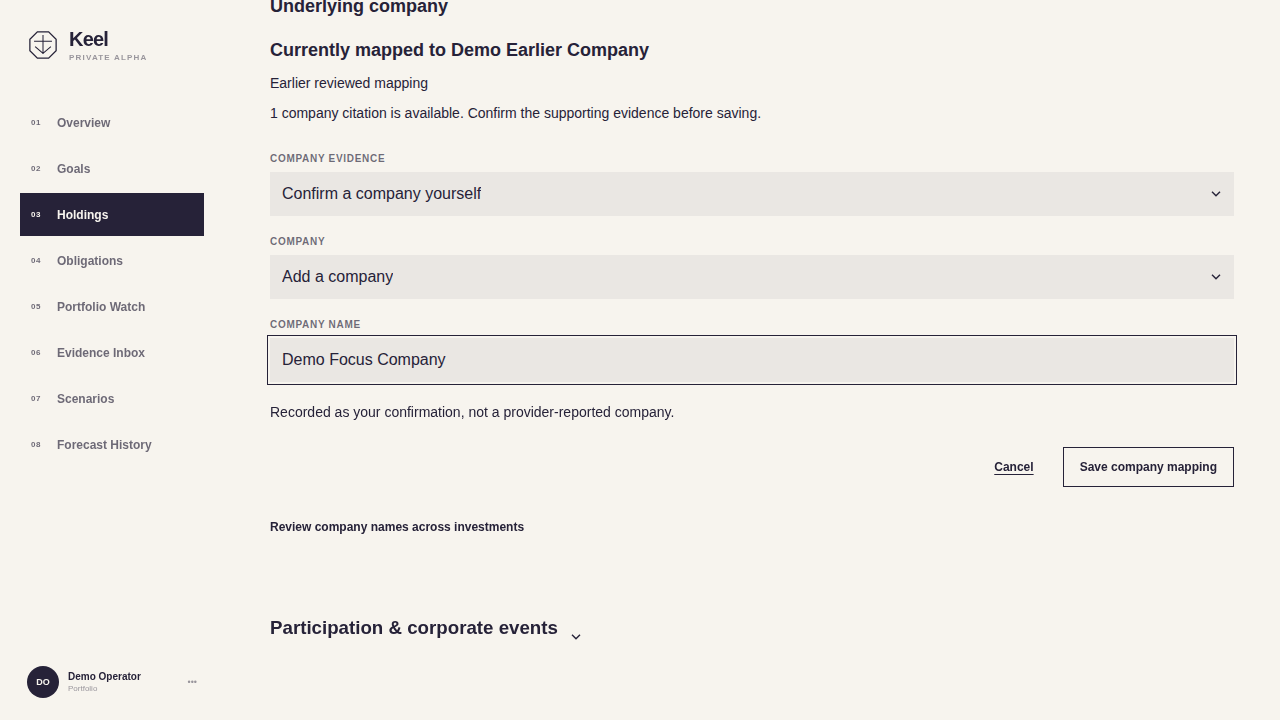 Keel
PRIVATE ALPHA
01 Overview
02 Goals
03 Holdings
04 Obligations
05 Portfolio Watch
06 Evidence Inbox
07 Scenarios
08 Forecast History
DO
Demo Operator
Portfolio
Underlying company
Currently mapped to Demo Earlier Company
Earlier reviewed mapping
1 company citation is available. Confirm the supporting evidence before saving.
COMPANY EVIDENCE
Confirm a company yourself
COMPANY
Add a company
COMPANY NAME
Demo Focus Company
Recorded as your confirmation, not a provider-reported company.
Cancel
Save company mapping
Review company names across investments
Participation & corporate events